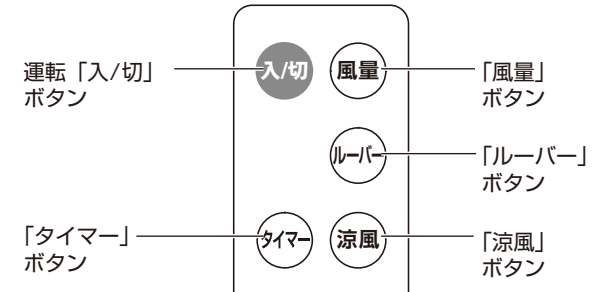 運転「入/切」
ボタン
入/切
風量
「風量」
ボタン
ルーバー
「ルーバー」
ボタン
「タイマー」
ボタン
タイマー
涼風
「涼風」
ボタン